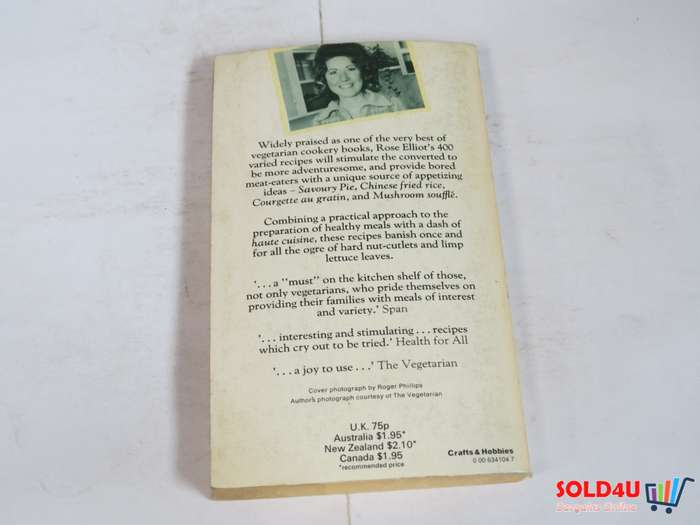 Widely praised as one of the very best of
vegetarian cookery books, Rose Elliot's 400
varied recipes will stimulate the converted to
be more adventuresome, and provide bored
meat-eaters with a unique source of appetizing
ideas – Savoury Pie, Chinese fried rice,
Courgette au gratin, and Mushroom soufflé.
Combining a practical approach to the
preparation of healthy meals with a dash of
haute cuisine, these recipes banish once and
for all the ogre of hard nut-cutlets and limp
lettuce leaves.
'. . . a "must" on the kitchen shelf of those,
not only vegetarians, who pride themselves on
providing their families with meals of interest
and variety.' Span
'. . . interesting and stimulating . . . recipes
which cry out to be tried.' Health for All
'. . . a joy to use . . .' The Vegetarian
Cover photograph by Roger Phillips
Author's photograph courtesy of The Vegetarian
U.K. 75p
Australia $1.95*
New Zealand $2.10*
Canada $1.95
*recommended price
Crafts & Hobbies
0 00 634104 7
SOLD4U
Bargains Online